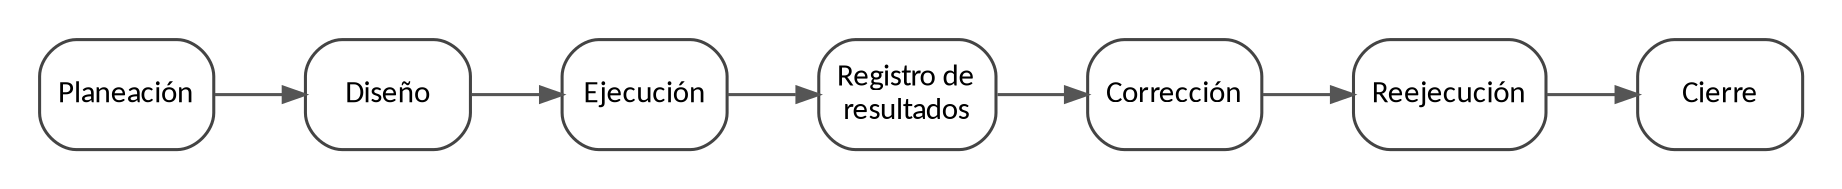 Planeación
Diseño
Ejecución
Registro de
resultados
Corrección
Reejecución
Cierre